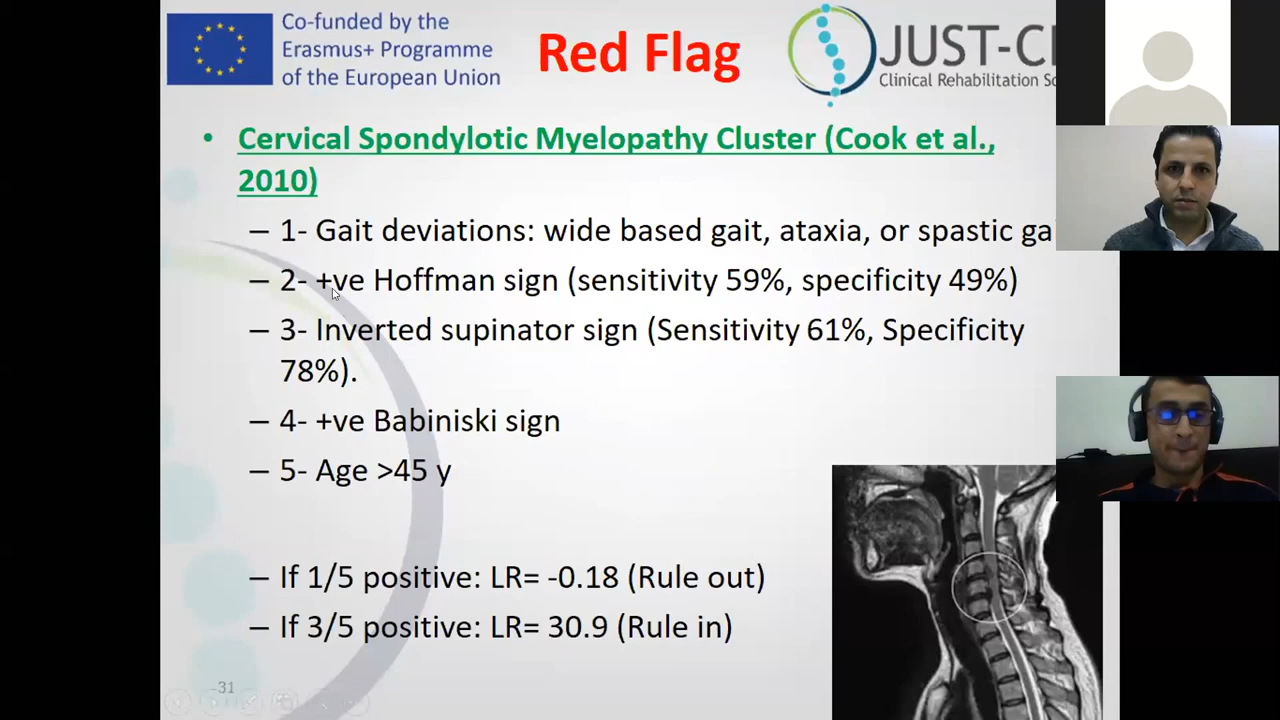 Co-funded by the
Erasmus+ Programme
of the European Union
Red Flag
JUST-C
Clinical Rehabilitation
• Cervical Spondylotic Myelopathy Cluster (Cook et al.,
2010)
– 1- Gait deviations: wide based gait, ataxia, or spastic
– 2- +ve Hoffman sign (sensitivity 59%, specificity 49%)
– 3- Inverted supinator sign (Sensitivity 61%, Specificity
78%).
– 4- +ve Babiniski sign
– 5- Age >45 y
– If 1/5 positive: LR= -0.18 (Rule out)
– If 3/5 positive: LR= 30.9 (Rule in)
31